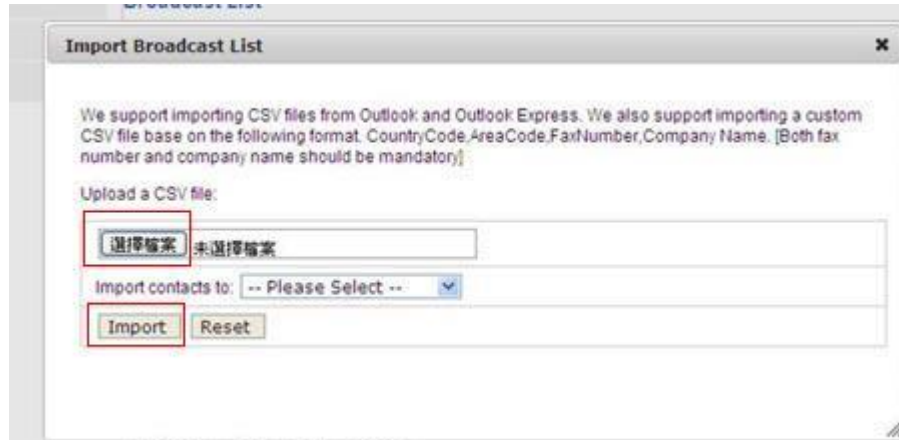 Import Broadcast List
We support importing CSV files from Outlook and Outlook Express. We also support importing a custom
CSV file base on the following format. CountryCode,AreaCode,FaxNumber,Company Name. [Both fax
number and company name should be mandatory]
Upload a CSV file:
選擇檔案 未選擇檔案
Import contacts to: -- Please Select --
Import Reset